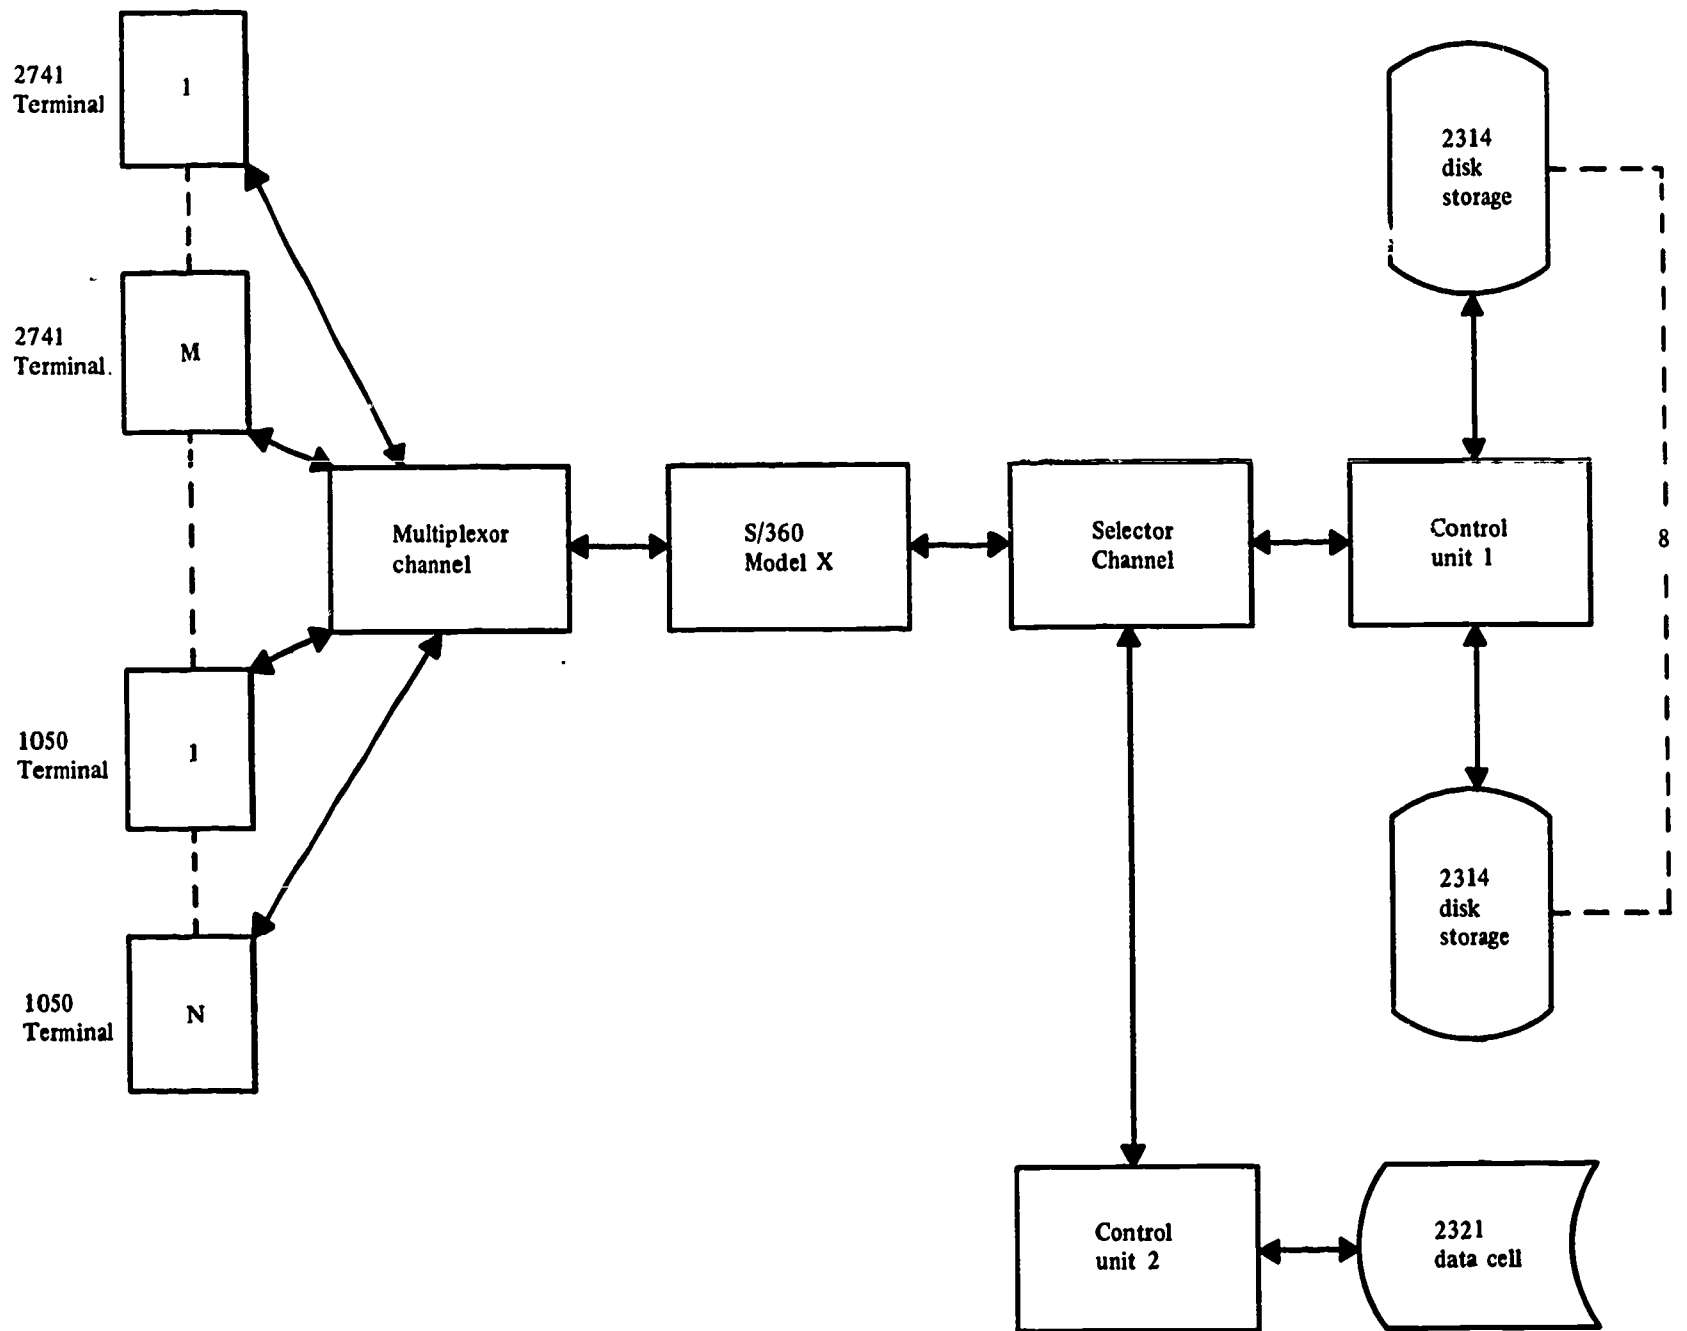 2741
Terminal
1
2741
Terminal.
M
1050
Terminal
1
1050
Terminal
N
Multiplexor
channel
S/360
Model X
Selector
Channel
Control
unit 1
2314
disk
storage
8
2314
disk
storage
Control
unit 2
2321
data cell